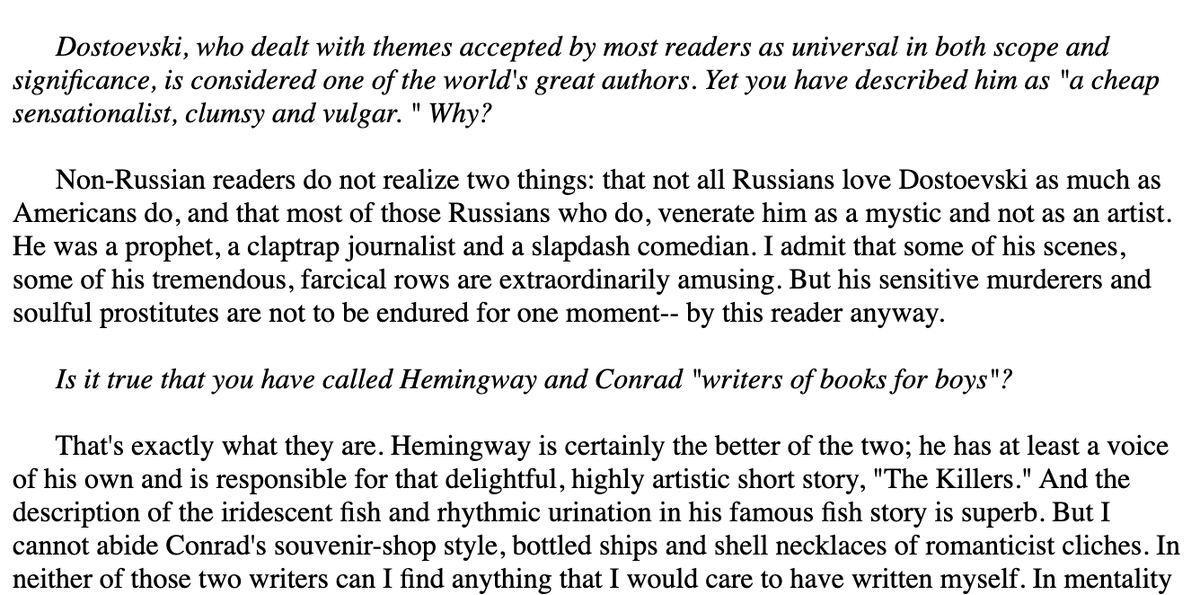 Dostoevski, who dealt with themes accepted by most readers as universal in both scope and
significance, is considered one of the world's great authors. Yet you have described him as "a cheap
sensationalist, clumsy and vulgar. " Why?
Non-Russian readers do not realize two things: that not all Russians love Dostoevski as much as
Americans do, and that most of those Russians who do, venerate him as a mystic and not as an artist.
He was a prophet, a claptrap journalist and a slapdash comedian. I admit that some of his scenes,
some of his tremendous, farcical rows are extraordinarily amusing. But his sensitive murderers and
soulful prostitutes are not to be endured for one moment-- by this reader anyway.
Is it true that you have called Hemingway and Conrad "writers of books for boys"?
That's exactly what they are. Hemingway is certainly the better of the two; he has at least a voice
of his own and is responsible for that delightful, highly artistic short story, "The Killers." And the
description of the iridescent fish and rhythmic urination in his famous fish story is superb. But I
cannot abide Conrad's souvenir-shop style, bottled ships and shell necklaces of romanticist cliches. In
neither of those two writers can I find anything that I would care to have written myself. In mentality